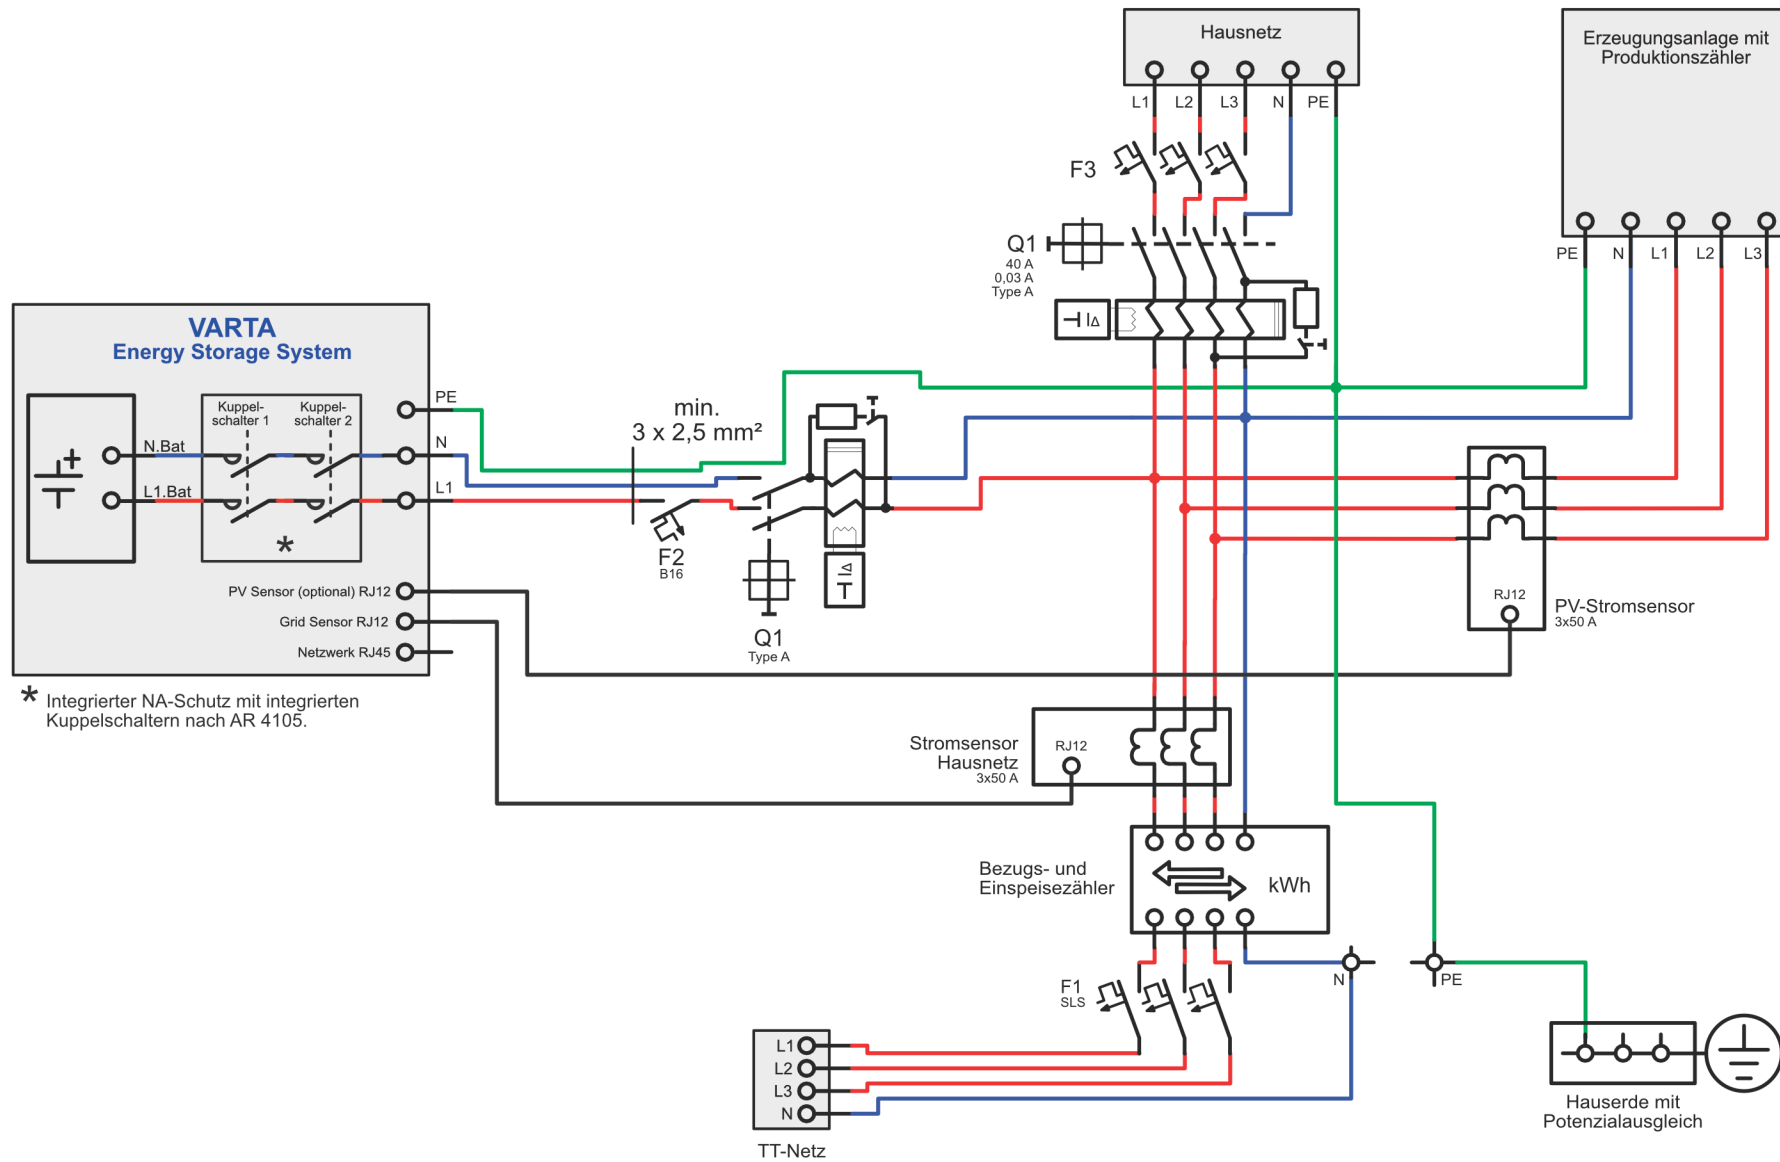 Hausnetz
L1 L2 L3 N PE
Erzeugungsanlage mit
Produktionszähler
PE N L1 L2 L3
F3
Q1
40 A
0,03 A
Type A
I∆
VARTA
Energy Storage System
Kuppel-
schalter 1
Kuppel-
schalter 2
N.Bat
L1.Bat
+
*
PE
N
L1
PV Sensor (optional) RJ12
Grid Sensor RJ12
Netzwerk RJ45
* Integrierter NA-Schutz mit integrierten
Kuppelschaltern nach AR 4105.
min.
3 x 2,5 mm²
F2
B16
I∆
Q1
Type A
RJ12
PV-Stromsensor
3x50 A
Stromsensor
Hausnetz
3x50 A
RJ12
Bezugs- und
Einspeisezähler
kWh
F1
SLS
N
PE
L1
L2
L3
N
TT-Netz
Hauserde mit
Potenzialausgleich